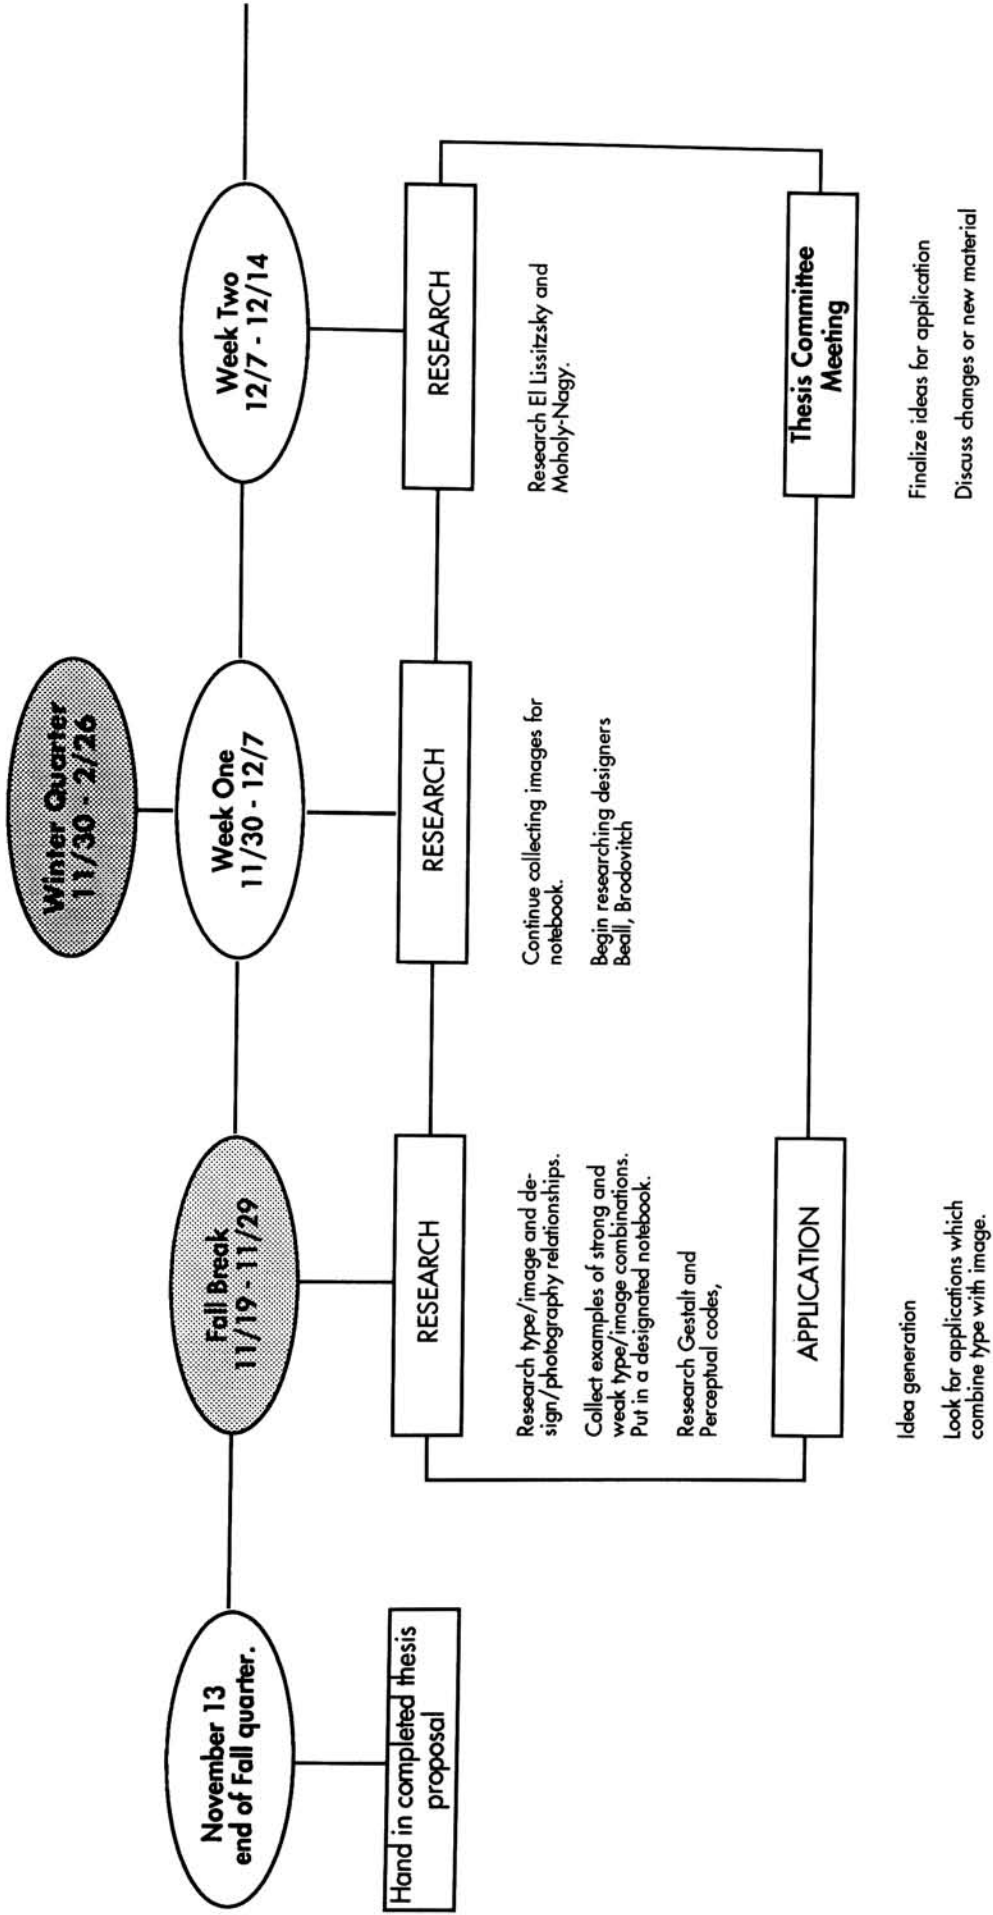 Winter Quarter
11/30 - 2/26
November 13
end of Fall quarter.
Fall Break
11/19 - 11/29
Week One
11/30 - 12/7
Week Two
12/7 - 12/14
Hand in completed thesis
proposal
RESEARCH
Research type/image and de-
sign/photography relationships.
Collect examples of strong and
weak type/image combinations.
Put in a designated notebook.
Research Gestalt and
Perceptual codes,
RESEARCH
Continue collecting images for
notebook.
Begin researching designers
Beall, Brodovitch
RESEARCH
Research El Lissitzsky and
Moholy-Nagy.
APPLICATION
Idea generation
Look for applications which
combine type with image.
Thesis Committee
Meeting
Finalize ideas for application
Discuss changes or new material